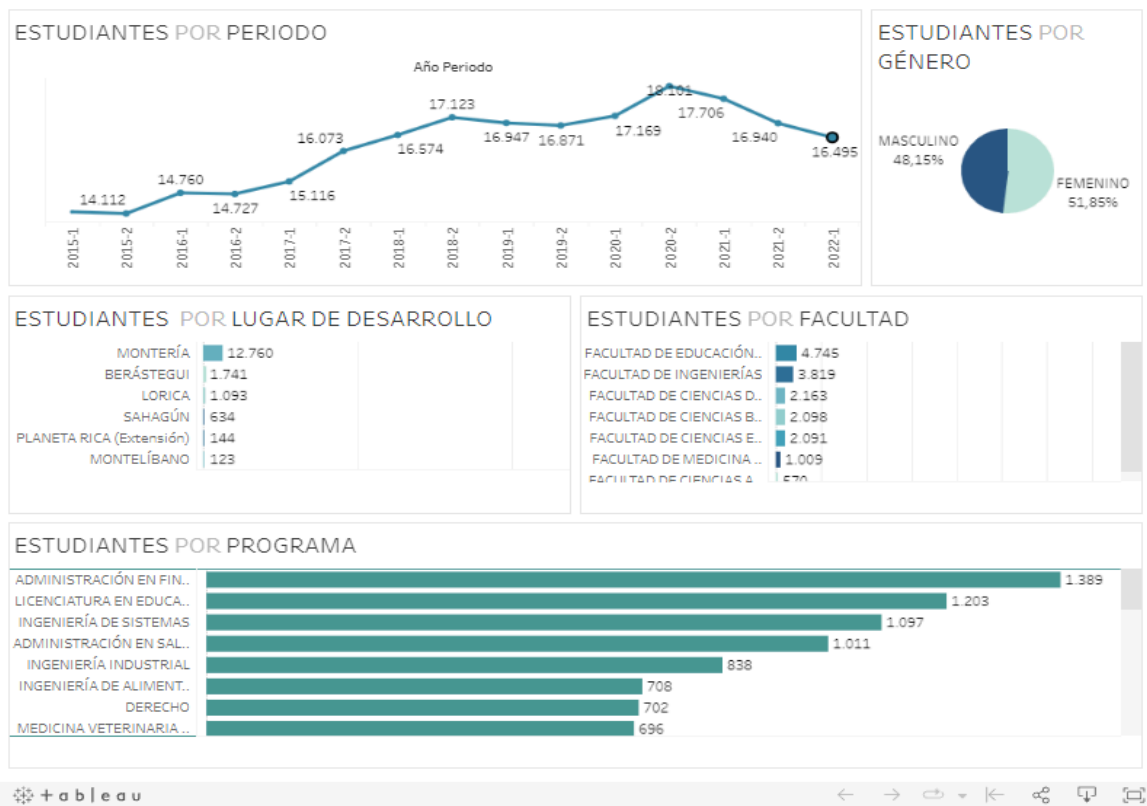 ESTUDIANTES POR PERIODO
Año Periodo
14.112
14.760
14.727
15.116
16.073
16.574
17.123
16.947
16.871
17.169
18.101
17.706
16.940
16.495
2015-1
2015-2
2016-1
2016-2
2017-1
2017-2
2018-1
2018-2
2019-1
2019-2
2020-1
2020-2
2021-1
2021-2
2022-1
ESTUDIANTES POR
GÉNERO
MASCULINO
48,15%
FEMENINO
51,85%
ESTUDIANTES POR LUGAR DE DESARROLLO
MONTERÍA 12.760
BERÁSTEGUI 1.741
LORICA 1.093
SAHAGÚN 634
PLANETA RICA (Extensión) 144
MONTELÍBANO 123
ESTUDIANTES POR FACULTAD
FACULTAD DE EDUCACIÓN.. 4.745
FACULTAD DE INGENIERÍAS 3.819
FACULTAD DE CIENCIAS D.. 2.163
FACULTAD DE CIENCIAS B.. 2.098
FACULTAD DE CIENCIAS E.. 2.091
FACULTAD DE MEDICINA .. 1.009
FACULTAD DE CIENCIAS A.. 570
ESTUDIANTES POR PROGRAMA
ADMINISTRACIÓN EN FIN.. 1.389
LICENCIATURA EN EDUCA.. 1.203
INGENIERÍA DE SISTEMAS 1.097
ADMINISTRACIÓN EN SAL.. 1.011
INGENIERÍA INDUSTRIAL 838
INGENIERÍA DE ALIMENT.. 708
DERECHO 702
MEDICINA VETERINARIA .. 696
+ a b l e a u